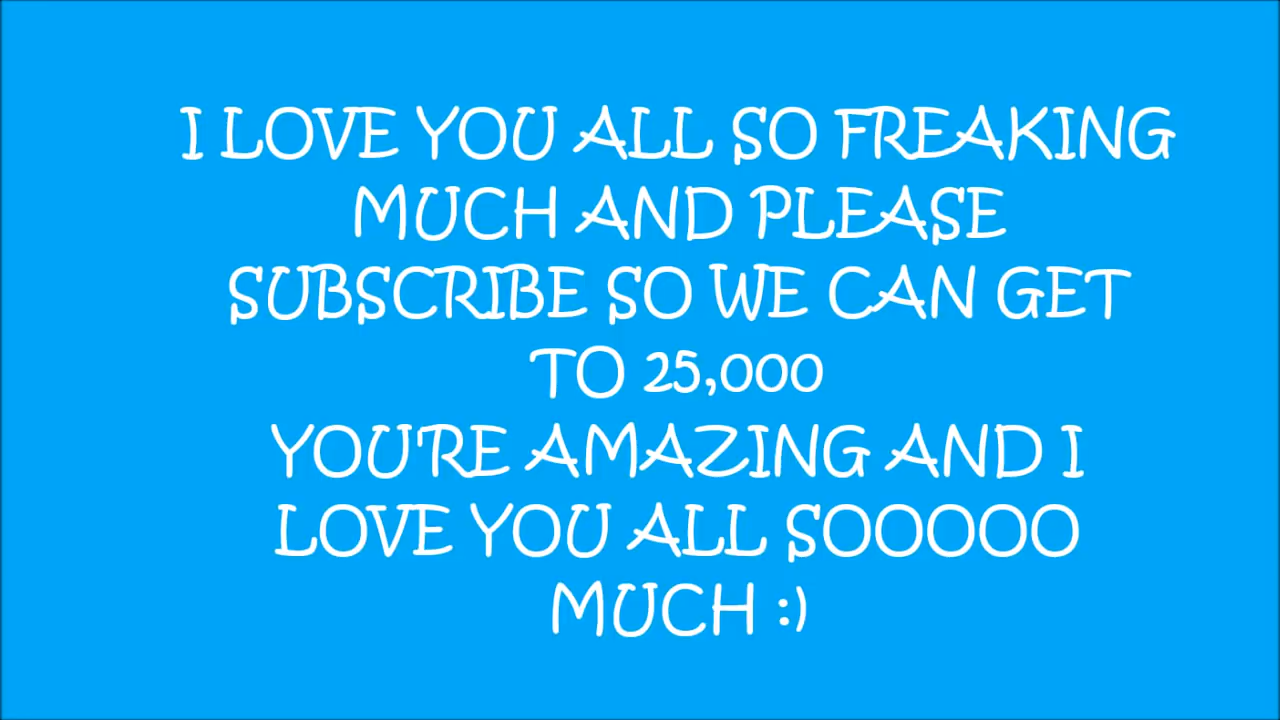 I LOVE YOU ALL SO FREAKING
MUCH AND PLEASE
SUBSCRIBE SO WE CAN GET
TO 25,000
YOU'RE AMAZING AND I
LOVE YOU ALL SOOOOO
MUCH :)